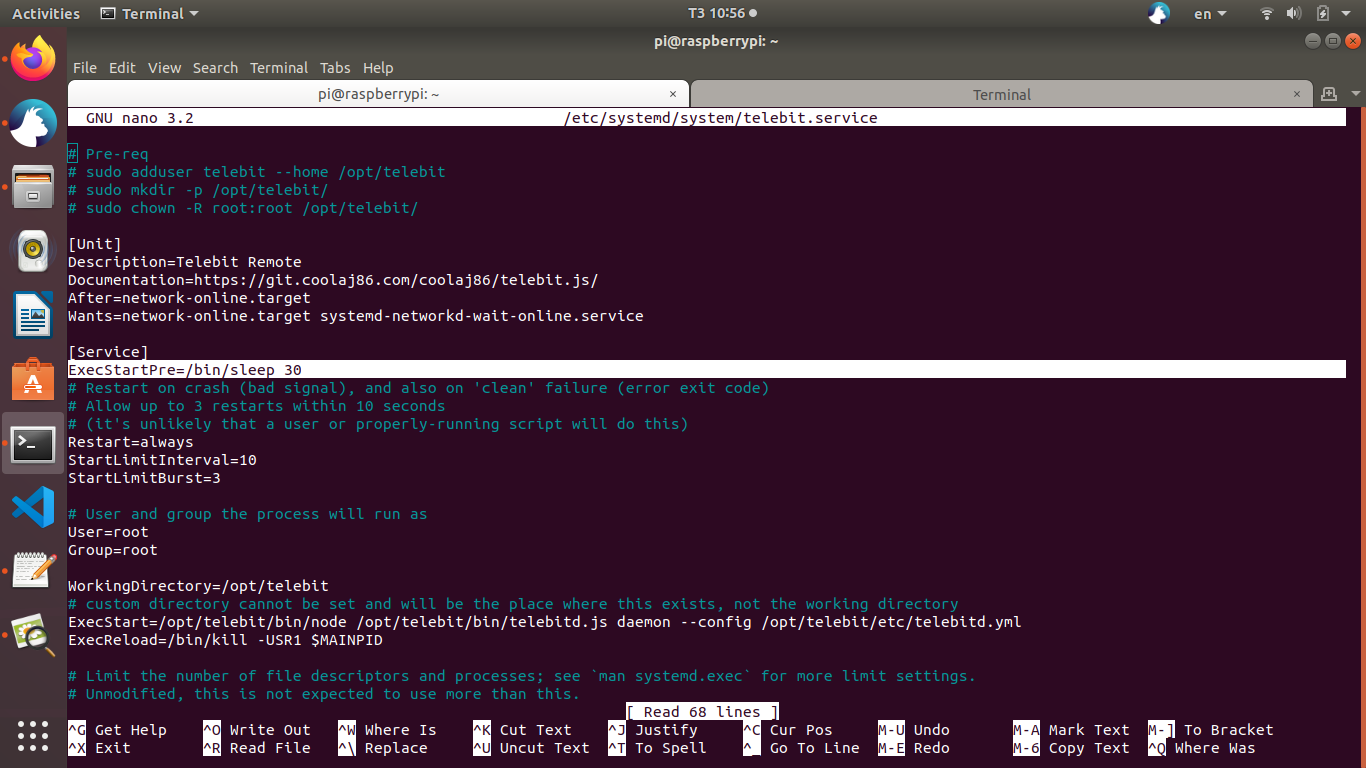 Activities Terminal T3 10:56 en
pi@raspberrypi: ~
File Edit View Search Terminal Tabs Help
pi@raspberrypi: ~ × Terminal ×
GNU nano 3.2 /etc/systemd/system/telebit.service
# Pre-req
# sudo adduser telebit --home /opt/telebit
# sudo mkdir -p /opt/telebit/
# sudo chown -R root:root /opt/telebit/
[Unit]
Description=Telebit Remote
Documentation=https://git.coolaj86.com/coolaj86/telebit.js/
After=network-online.target
Wants=network-online.target systemd-networkd-wait-online.service
[Service]
ExecStartPre=/bin/sleep 30
# Restart on crash (bad signal), and also on 'clean' failure (error exit code)
# Allow up to 3 restarts within 10 seconds
# (it's unlikely that a user or properly-running script will do this)
Restart=always
StartLimitInterval=10
StartLimitBurst=3
# User and group the process will run as
User=root
Group=root
WorkingDirectory=/opt/telebit
# custom directory cannot be set and will be the place where this exists, not the working directory
ExecStart=/opt/telebit/bin/node /opt/telebit/bin/telebitd.js daemon --config /opt/telebit/etc/telebitd.yml
ExecReload=/bin/kill -USR1 $MAINPID
# Limit the number of file descriptors and processes; see `man systemd.exec` for more limit settings.
# Unmodified, this is not expected to use more than this.
[ Read 68 lines ]
^G Get Help ^O Write Out ^W Where Is ^K Cut Text ^J Justify ^C Cur Pos M-U Undo M-A Mark Text M-] To Bracket
^X Exit ^R Read File ^\ Replace ^U Uncut Text ^T To Spell ^_ Go To Line M-E Redo M-6 Copy Text ^Q Where Was